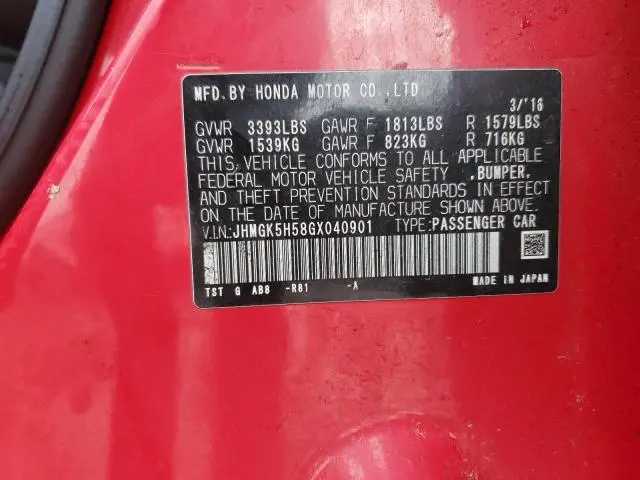 MFD.BY HONDA MOTOR CO.,LTD
3/'16
GVWR 3393LBS GAWR F 1813LBS R 1579LBS
GVWR 1539KG GAWR F 823KG R 716KG
THIS VEHICLE CONFORMS TO ALL APPLICABLE
FEDERAL MOTOR VEHICLE SAFETY ,BUMPER,
AND THEFT PREVENTION STANDARDS IN EFFECT
ON THE DATE OF MANUFACTURE SHOWN ABOVE.
V.I.N:JHMGK5H58GX040901 TYPE:PASSENGER CAR
TST G AB8 -R81 -A MADE IN JAPAN